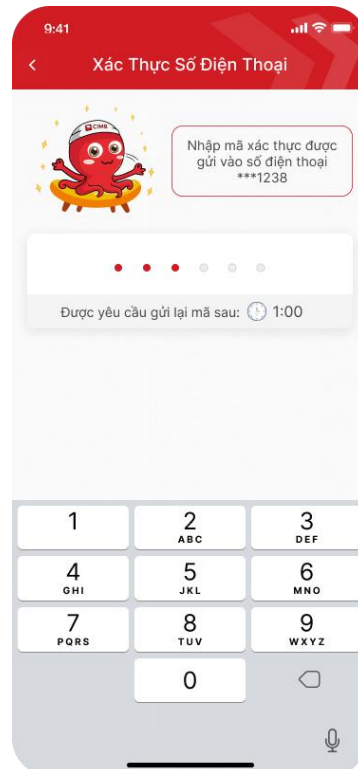 9:41
Xác Thực Số Điện Thoại
CIMB
Nhập mã xác thực được
gửi vào số điện thoại
***1238
Được yêu cầu gửi lại mã sau: 1:00
1
2
ABC
3
DEF
4
GHI
5
JKL
6
MNO
7
PQRS
8
TUV
9
WXYZ
0